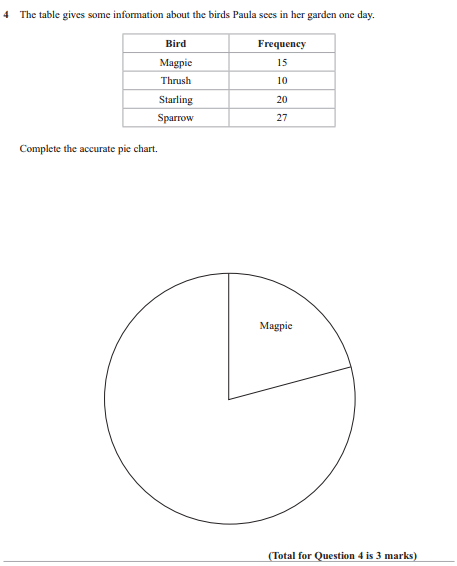 4 The table gives some information about the birds Paula sees in her garden one day.
Bird Frequency
Magpie 15
Thrush 10
Starling 20
Sparrow 27
Complete the accurate pie chart.
Magpie
(Total for Question 4 is 3 marks)